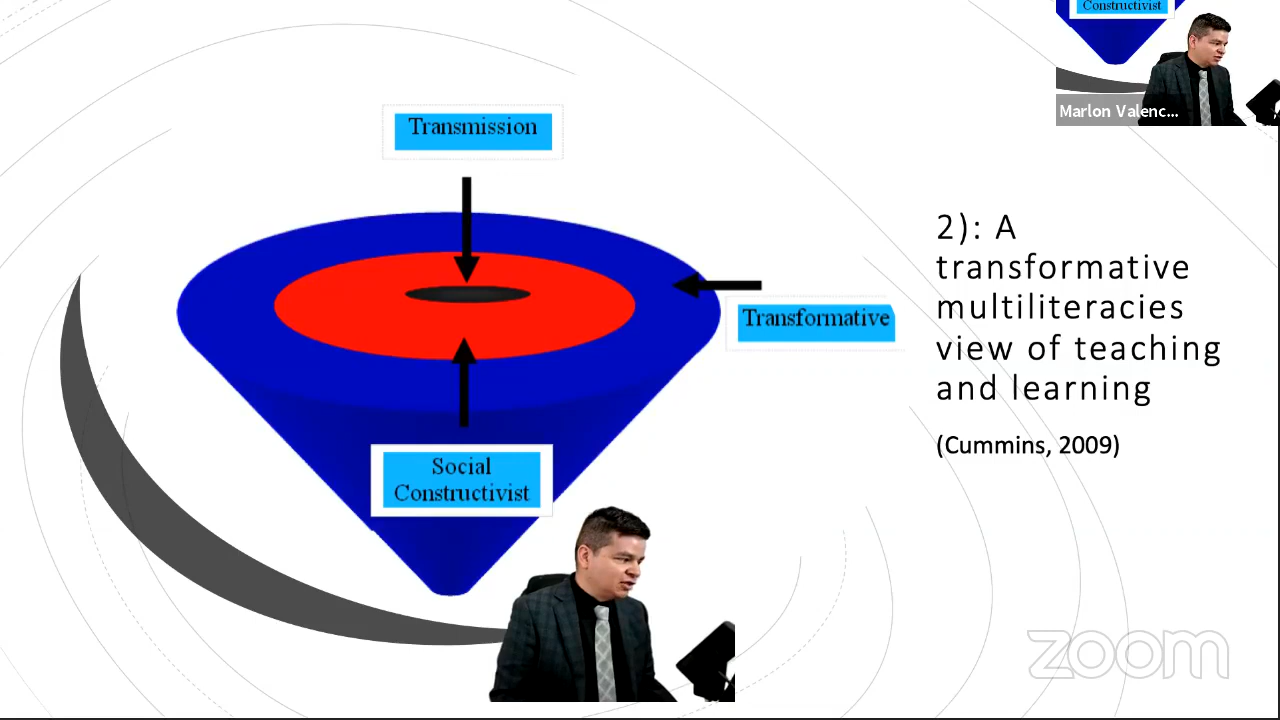 Constructivist
Marlon Valenc...
Transmission
Transformative
Social
Constructivist
2): A
transformative
multiliteracies
view of teaching
and learning
(Cummins, 2009)
zoom